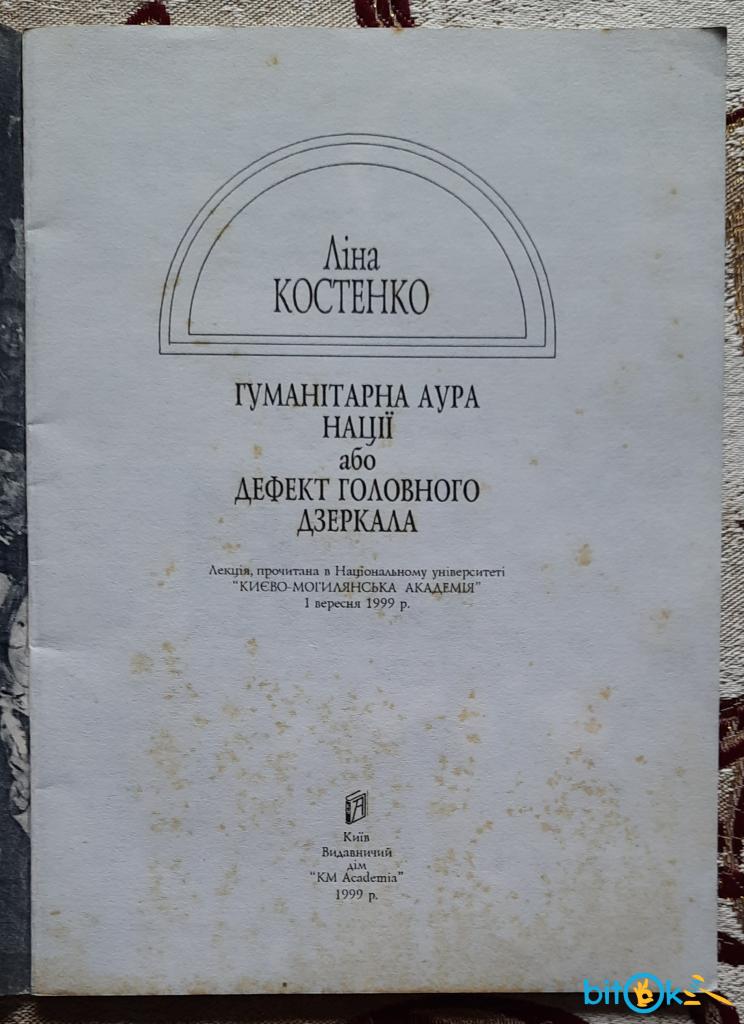 Ліна
КОСТЕНКО
ГУМАНІТАРНА АУРА
НАЦІЇ
або
ДЕФЕКТ ГОЛОВНОГО
ДЗЕРКАЛА
Лекція, прочитана в Національному університеті
"КИЄВО-МОГИЛЯНСЬКА АКАДЕМІЯ"
1 вересня 1999 р.
Київ
Видавничий
дім
"KM Academia"
1999 р.
bitOk